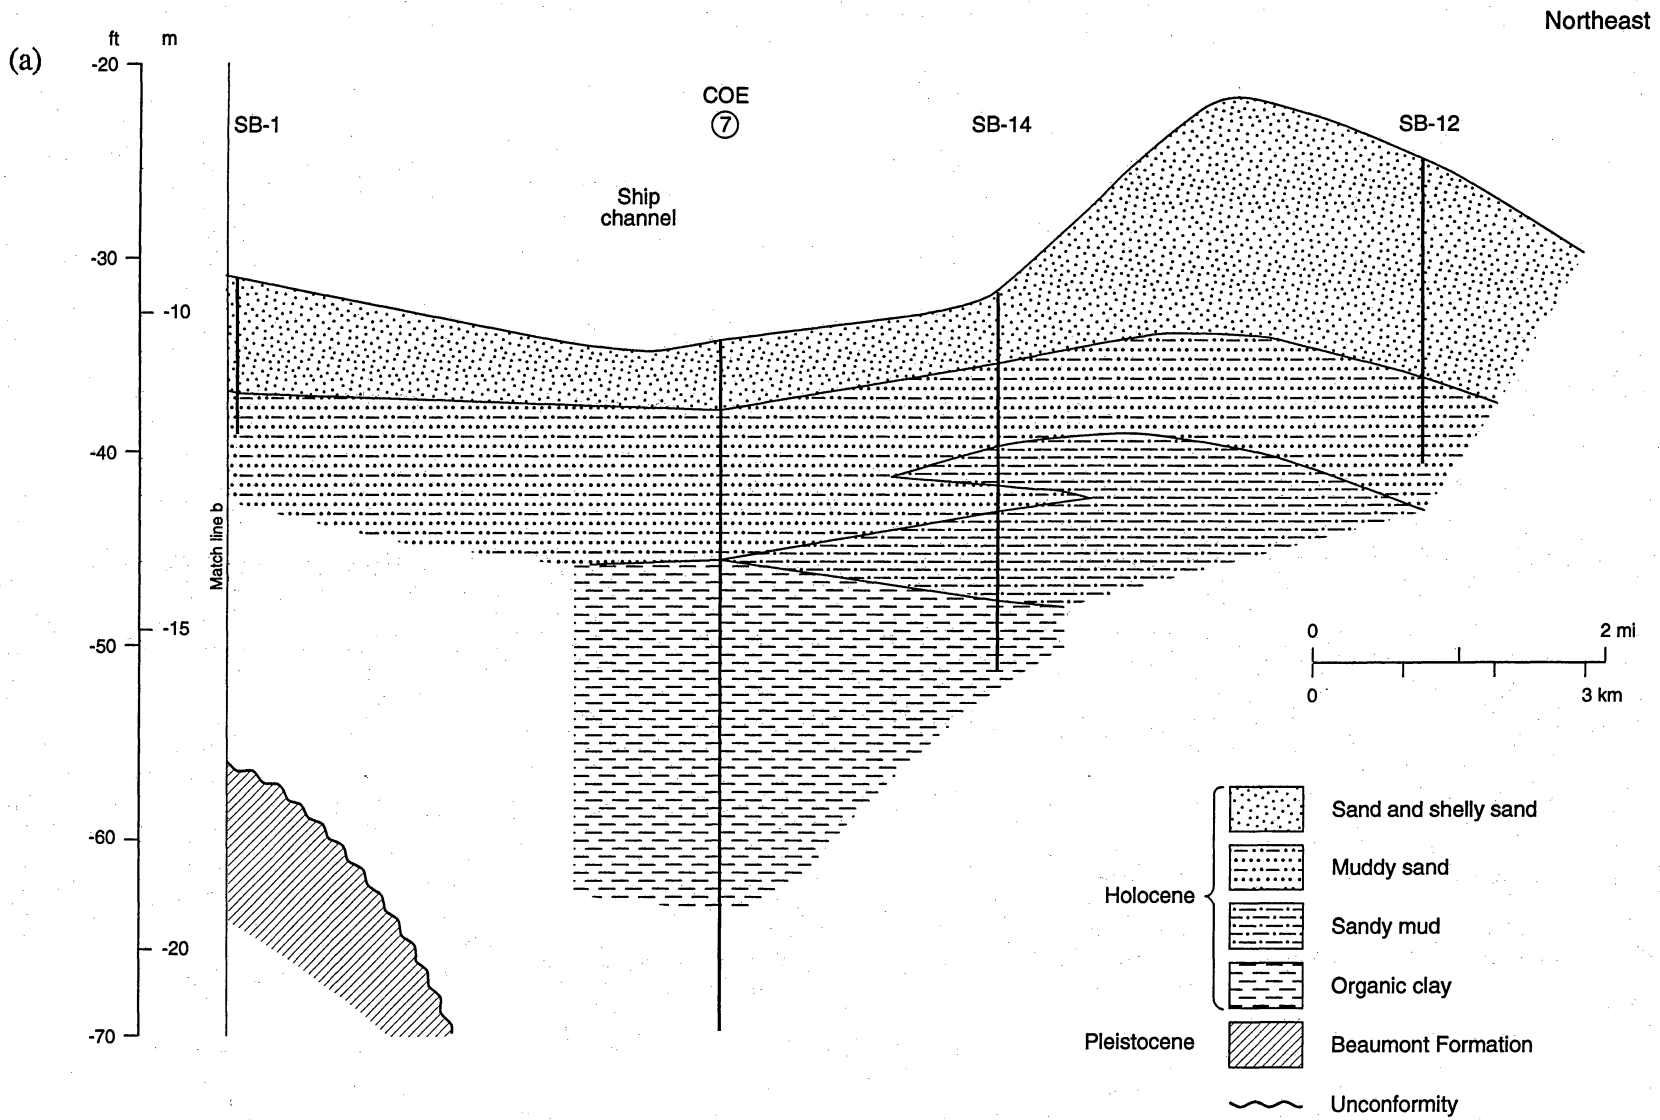 Northeast
(a)
ft m
-20
-30
-10
-40
-15
-50
-60
-20
-70
SB-1
COE
7
SB-14
SB-12
Ship
channel
Match line b
0 2 mi
0 3 km
Holocene
Sand and shelly sand
Muddy sand
Sandy mud
Organic clay
Pleistocene
Beaumont Formation
Unconformity